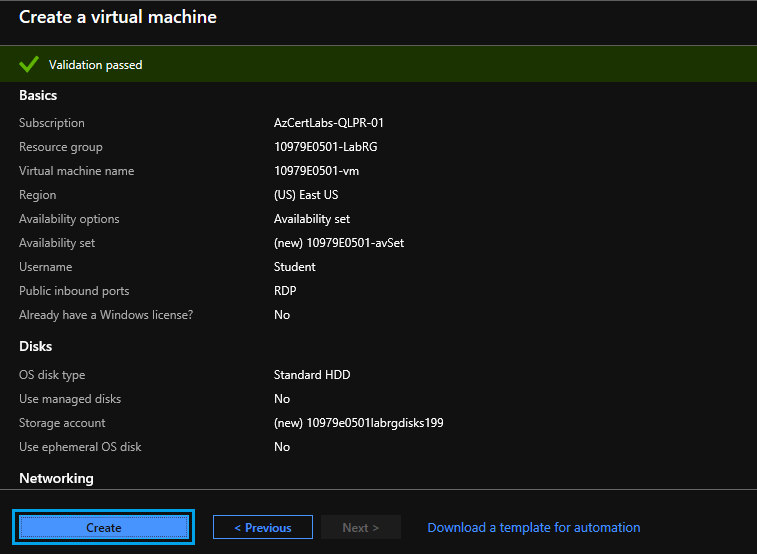 Create a virtual machine
Validation passed
Basics
Subscription AzCertLabs-QLPR-01
Resource group 10979E0501-LabRG
Virtual machine name 10979E0501-vm
Region (US) East US
Availability options Availability set
Availability set (new) 10979E0501-avSet
Username Student
Public inbound ports RDP
Already have a Windows license? No
Disks
OS disk type Standard HDD
Use managed disks No
Storage account (new) 10979e0501labrgdisks199
Use ephemeral OS disk No
Networking
Create < Previous Next > Download a template for automation